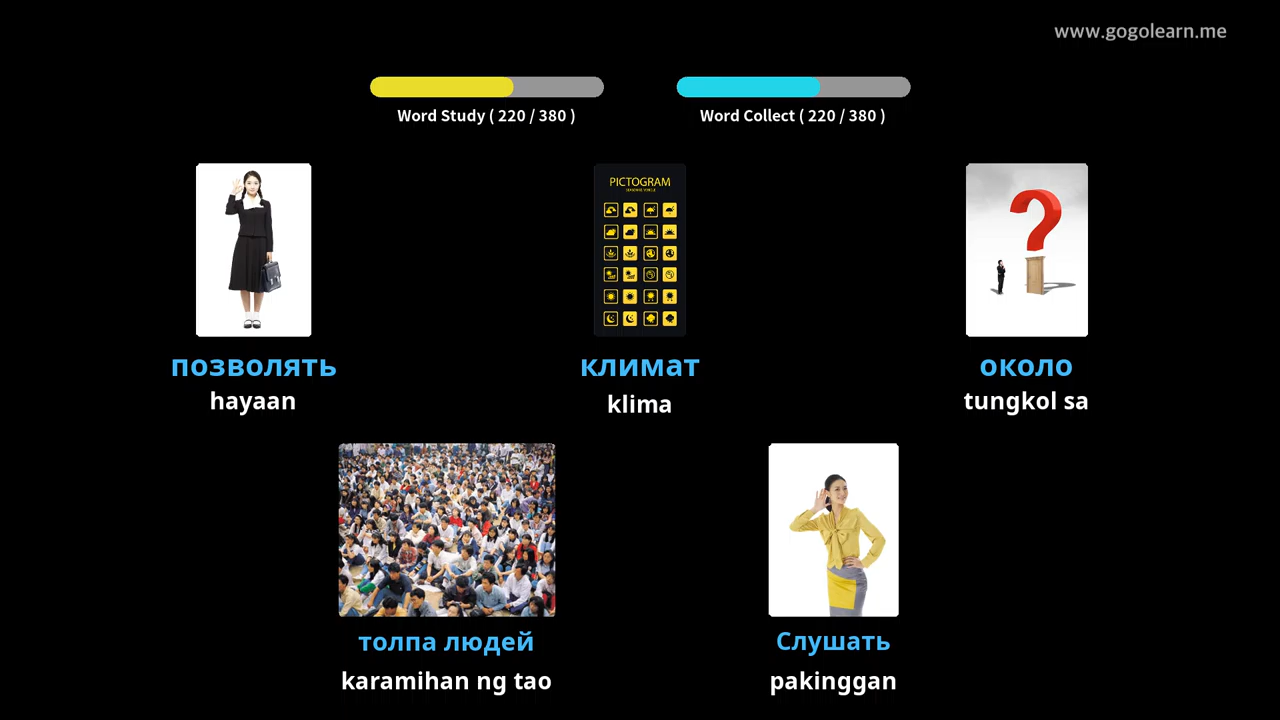 www.gogolearn.me
Word Study ( 220 / 380 )
Word Collect ( 220 / 380 )
PICTOGRAM
позволять
hayaan
климат
klima
около
tungkol sa
толпа людей
karamihan ng tao
Слушать
pakinggan